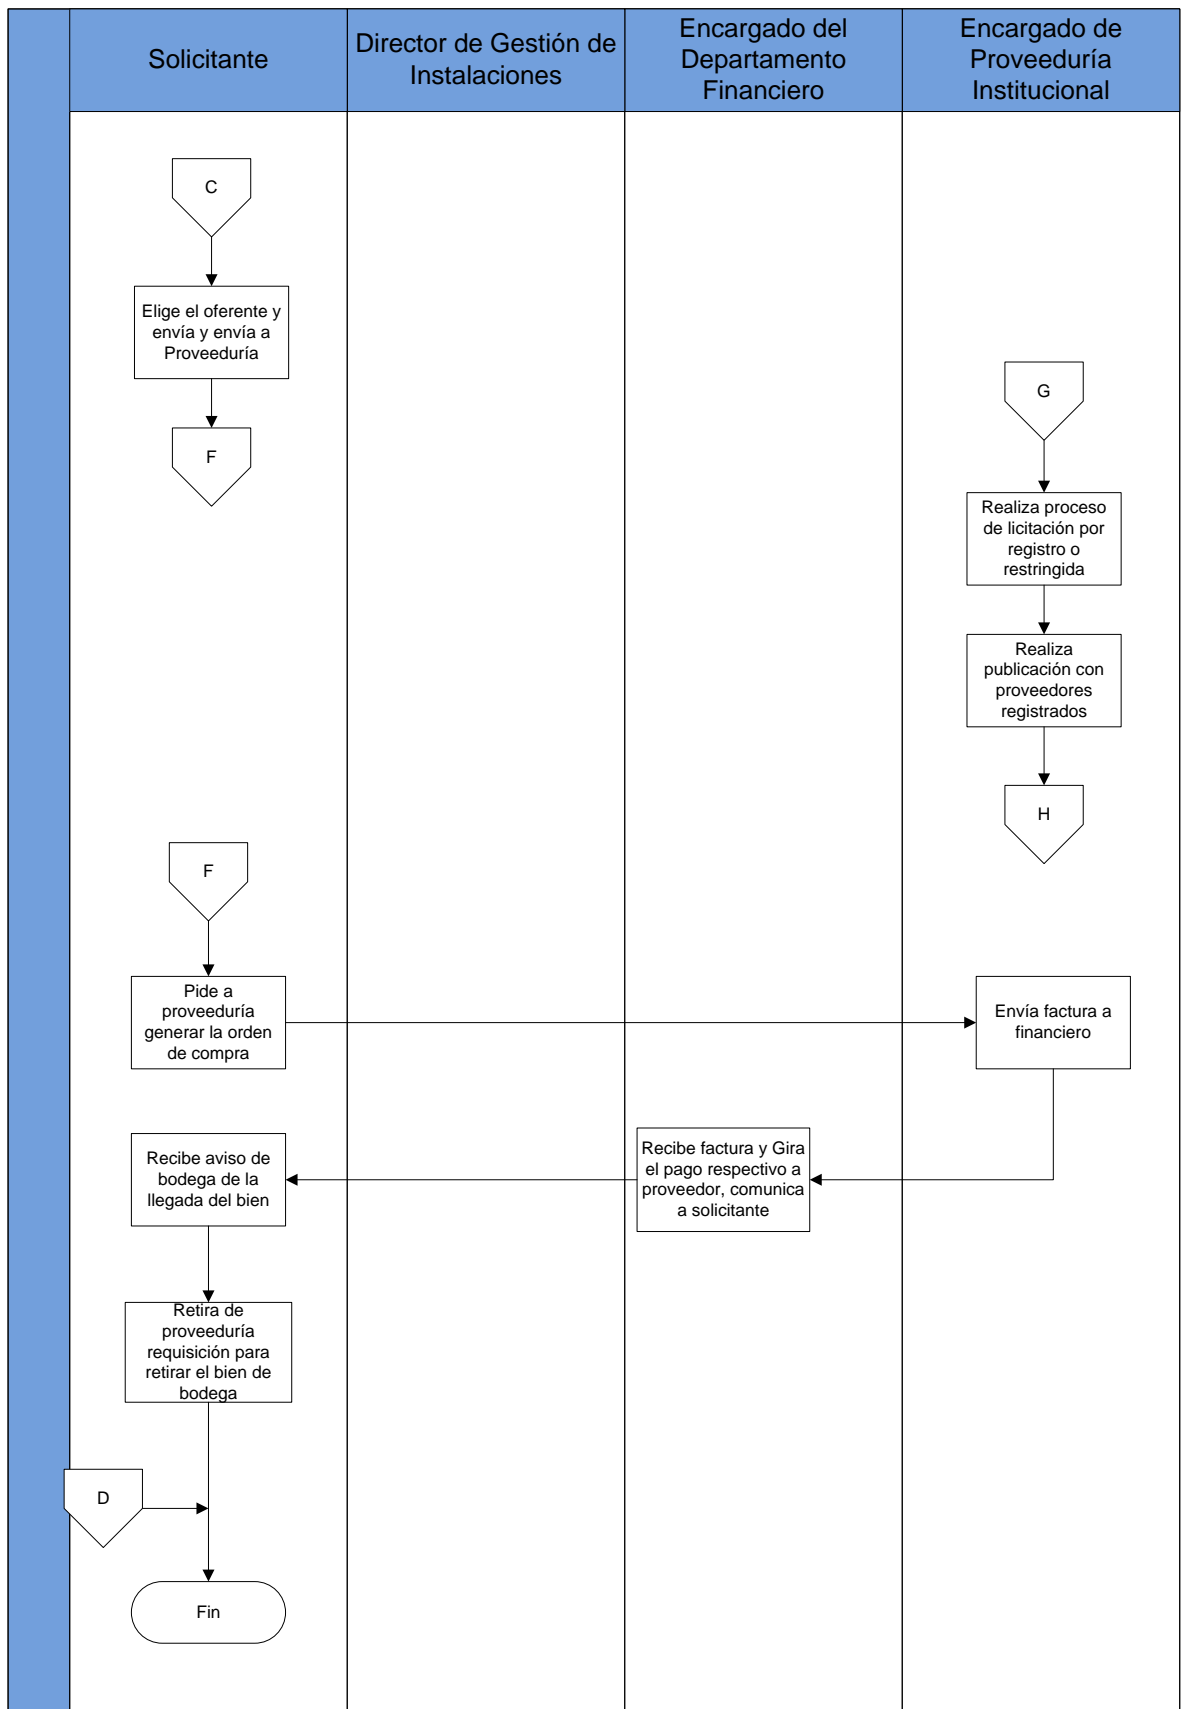 Solicitante
Director de Gestión de
Instalaciones
Encargado del
Departamento
Financiero
Encargado de
Proveeduría
Institucional
C
Elige el oferente y
envía y envía a
Proveeduría
F
G
Realiza proceso
de licitación por
registro o
restringida
Realiza
publicación con
proveedores
registrados
H
F
Pide a
proveeduría
generar la orden
de compra
Envía factura a
financiero
Recibe factura y Gira
el pago respectivo a
proveedor, comunica
a solicitante
Recibe aviso de
bodega de la
llegada del bien
Retira de
proveeduría
requisición para
retirar el bien de
bodega
D
Fin